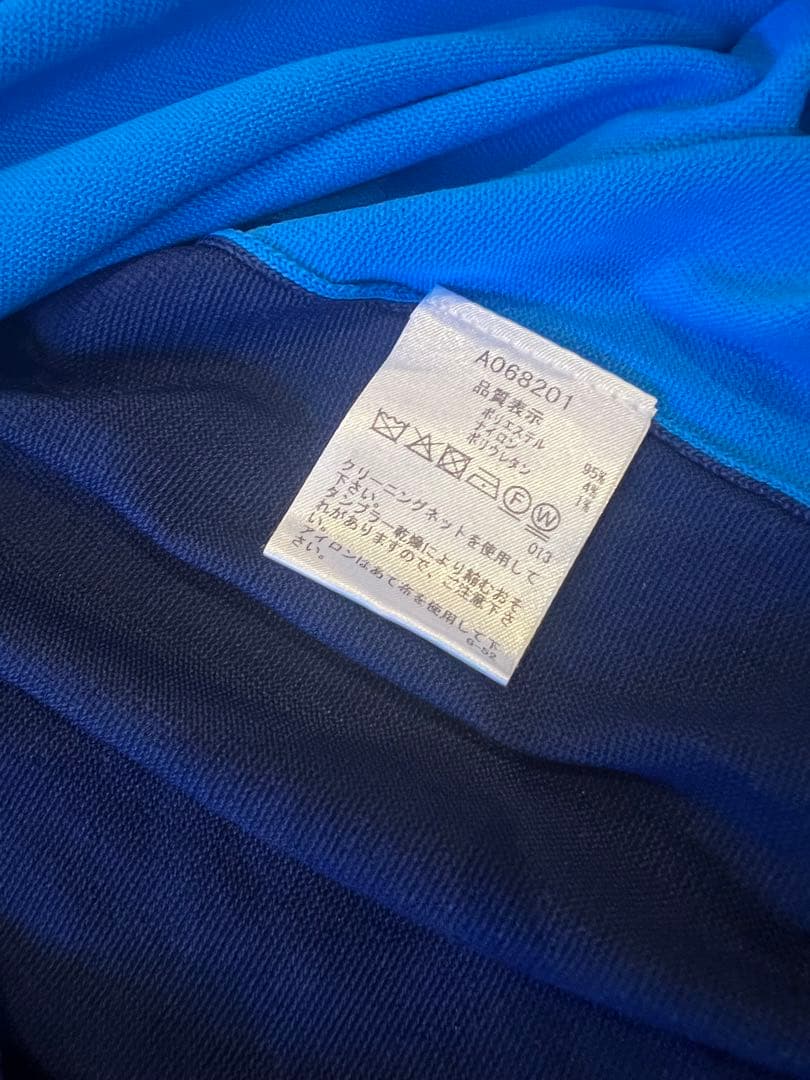 A068201
品質表示
ポリエステル 95%
ナイロン 4%
ポリウレタン 1%
F W
013
クリーニングネットを使用して
下さい。
タンブラー乾燥により縮むおそ
れがありますので、ご注意下さ
い。
アイロンはあて布を使用して下
さい。
G-52